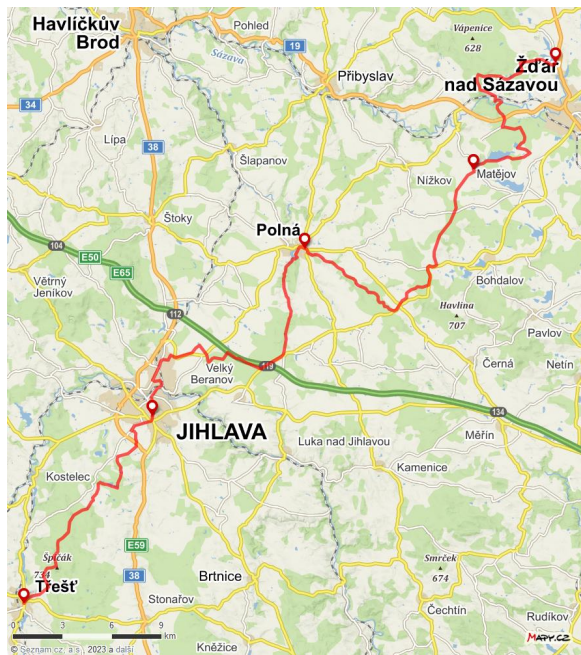 Havlíčkův
Brod
Pohled
Vápenice
628
19
Sázava
Žďár
nad Sázavou
Přibyslav
34
38
Lípa
Šlapanov
Nížkov
Matějov
Štoky
Polná
104
E50
E65
Větrný
Jeníkov
112
Bohdalov
Havlina
707
Pavlov
119
Velký
Beranov
Černá
Netín
134
JIHLAVA
Luka nad Jihlavou
Měřín
Kostelec
Kamenice
E59
Špičák
734
38
Třešť
Brtnice
Smrček
674
Stonařov
Čechtín
Rudíkov
0 3 6 9
km
Kněžice
Mapy.cz
© Seznam.cz, a.s., 2023 a další